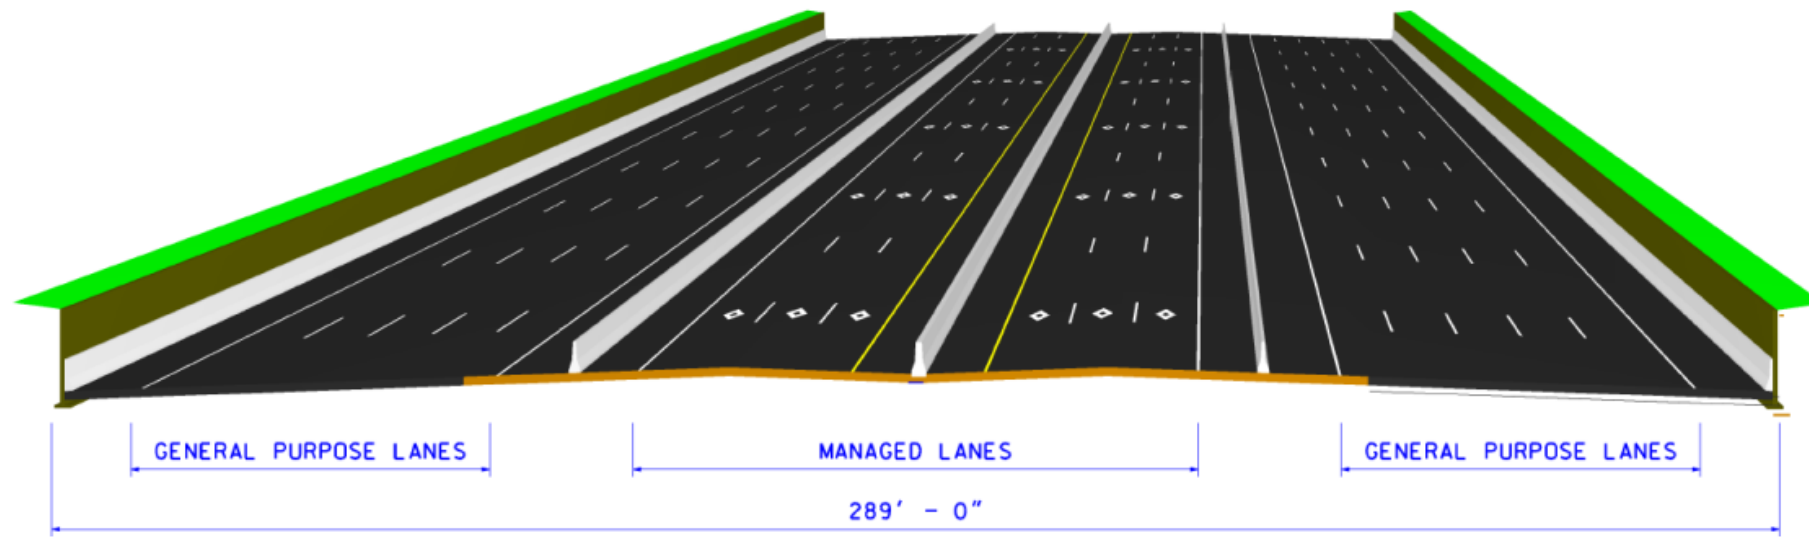 GENERAL PURPOSE LANES
MANAGED LANES
GENERAL PURPOSE LANES
289' - 0"